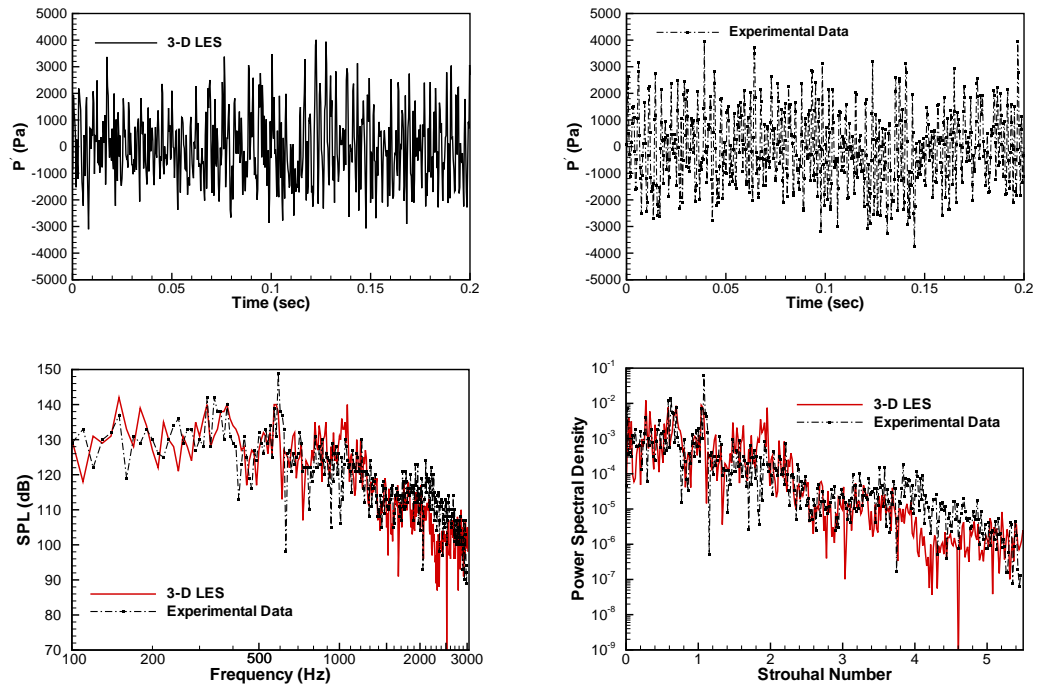 5000
4000
3000
2000
1000
0
-1000
-2000
-3000
-4000
-5000
P' (Pa)
3-D LES
0 0.05 0.1 0.15 0.2
Time (sec)
5000
4000
3000
2000
1000
0
-1000
-2000
-3000
-4000
-5000
P' (Pa)
Experimental Data
0 0.05 0.1 0.15 0.2
Time (sec)
150
140
130
120
110
100
90
80
70
SPL (dB)
3-D LES
Experimental Data
100 200 500 1000 2000 3000
Frequency (Hz)
10-1
10-2
10-3
10-4
10-5
10-6
10-7
10-8
10-9
Power Spectral Density
3-D LES
Experimental Data
0 1 2 3 4 5
Strouhal Number